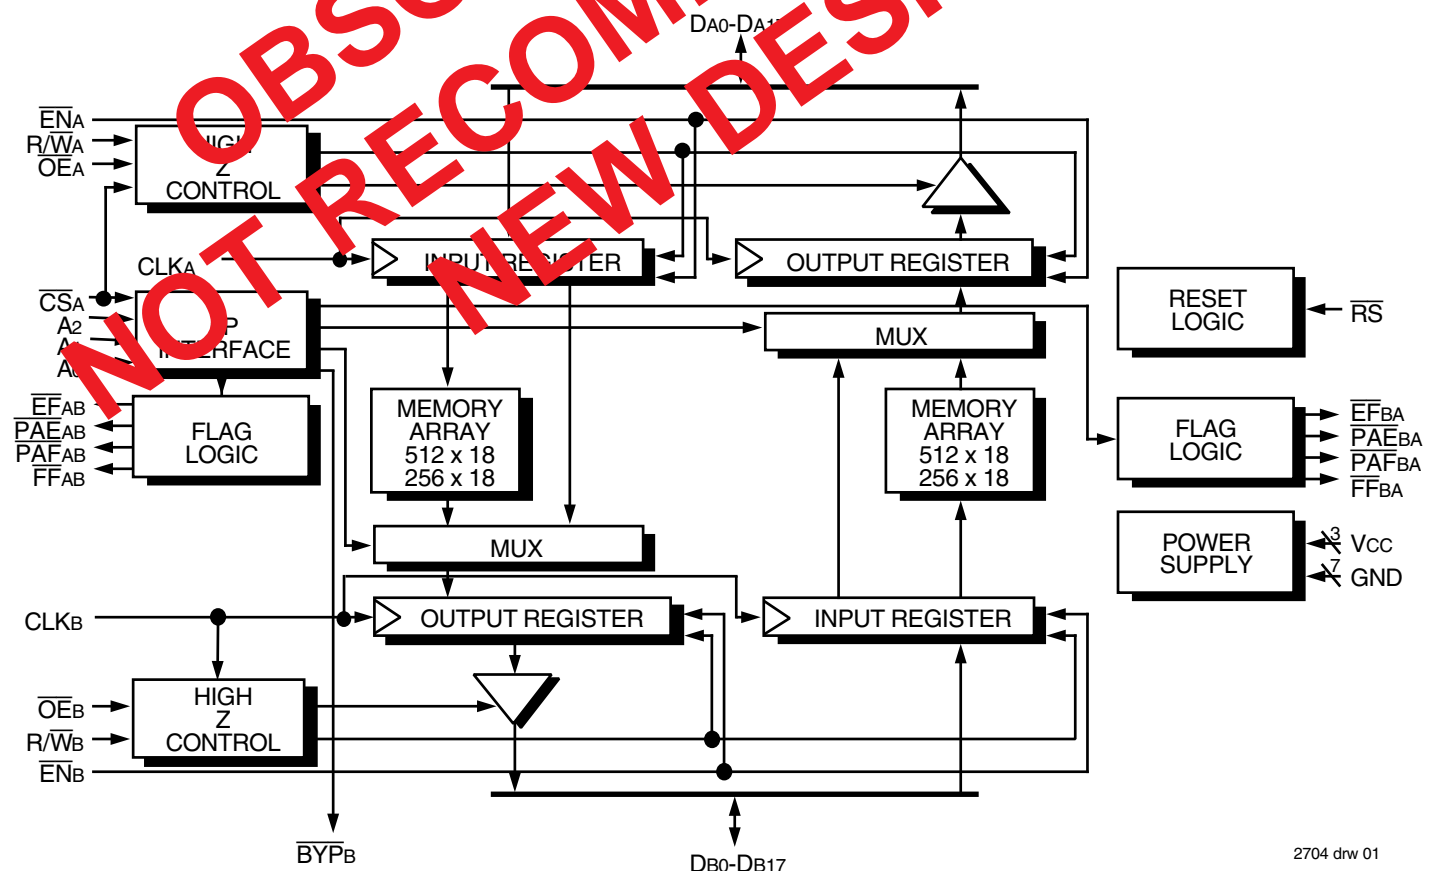 DA0-DA17
OBSO
NOT RECOM
NEW DES
ENA
R/WA
OEA
HIGH
Z
CONTROL
CLKA
INPUT REGISTER
OUTPUT REGISTER
CSA
A2
INTERFACE
MUX
RESET
LOGIC
RS
EFAB
PAEAB
PAFAB
FFAB
FLAG
LOGIC
MEMORY
ARRAY
512 x 18
256 x 18
MEMORY
ARRAY
512 x 18
256 x 18
FLAG
LOGIC
EFBA
PAEBA
PAFBA
FFBA
MUX
POWER
SUPPLY
3
VCC
7
GND
CLKB
OUTPUT REGISTER
INPUT REGISTER
OEB
R/WB
ENB
HIGH
Z
CONTROL
BYPB
DB0-DB17
2704 drw 01